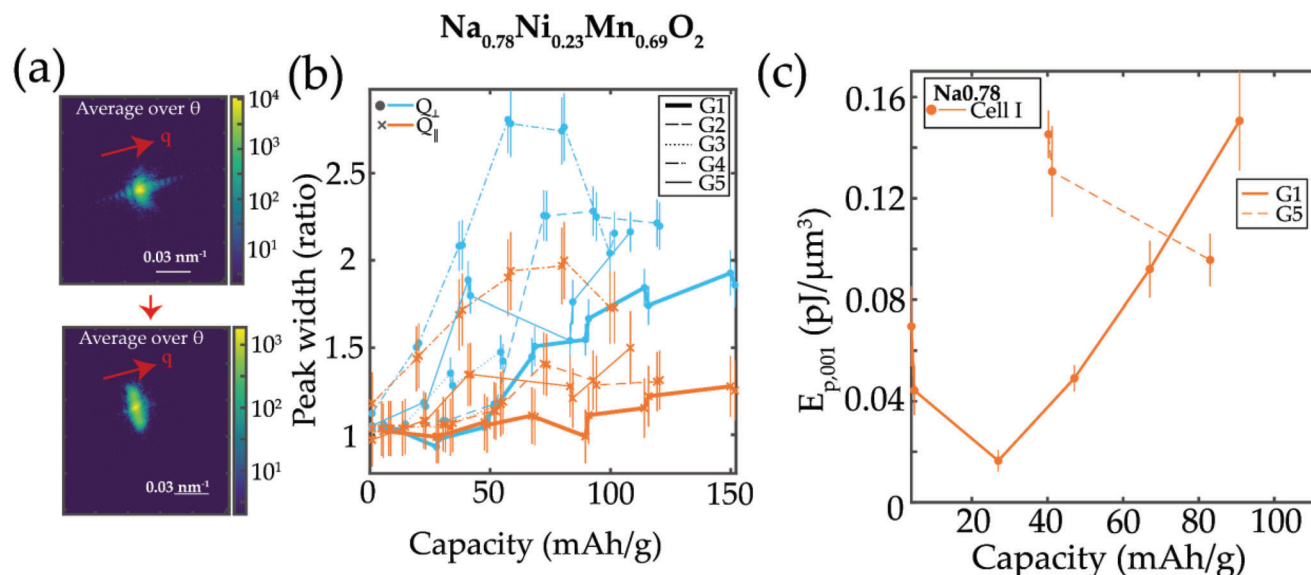 Na0.78Ni0.23Mn0.69O2
(a)
Average over θ
q
0.03 nm-1
10^4
10^3
10^2
10^1
Average over θ
q
0.03 nm-1
10^3
10^2
10^1
(b)
Q⊥
Q∥
G1
G2
G3
G4
G5
Peak width (ratio)
2.5
2
1.5
1
0
50
100
150
Capacity (mAh/g)
(c)
Na0.78
Cell I
G1
G5
Ep,001 (pJ/μm³)
0.16
0.12
0.08
0.04
0
20
40
60
80
100
Capacity (mAh/g)